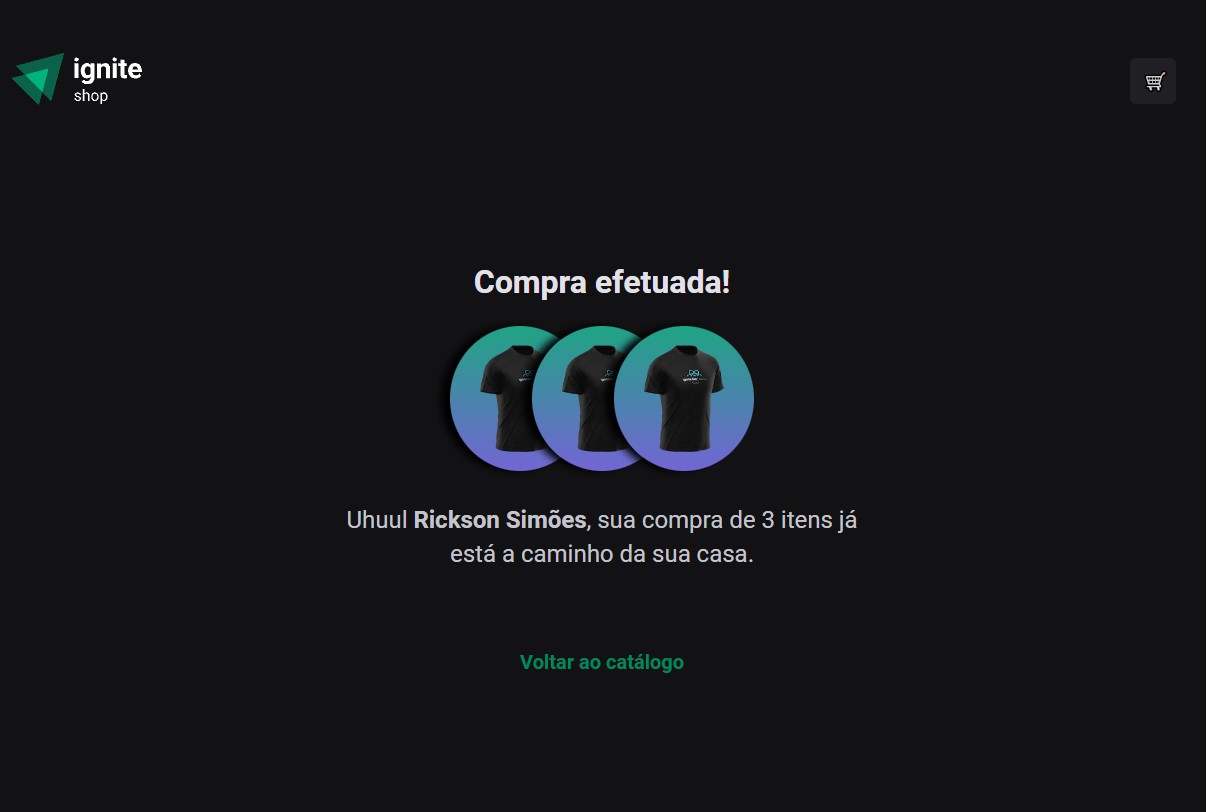 ignite
shop
Compra efetuada!
Uhuul Rickson Simões, sua compra de 3 itens já
está a caminho da sua casa.
Voltar ao catálogo